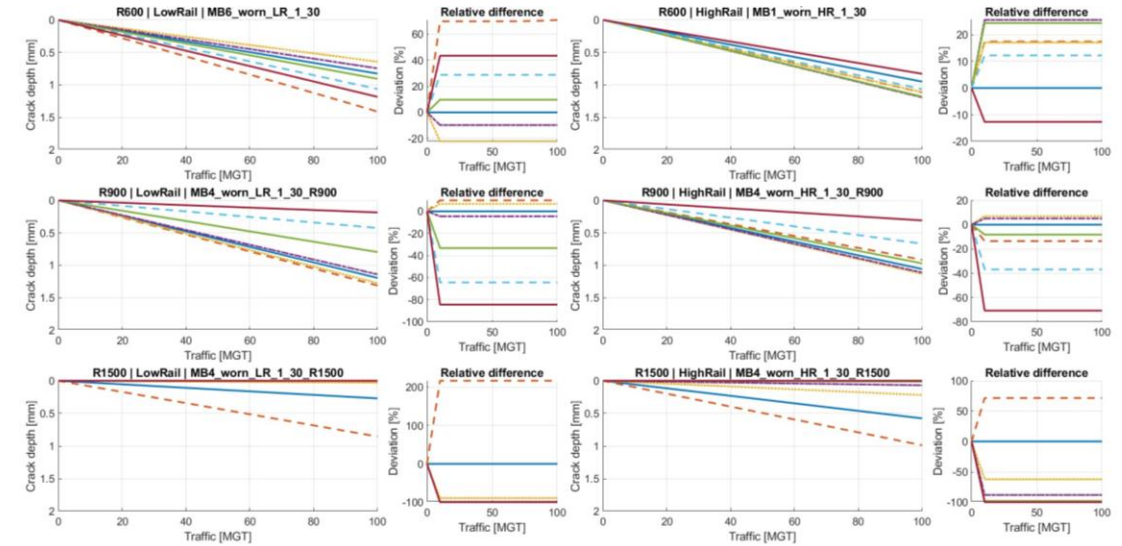 R600 | LowRail | MB6_worn_LR_1_30
Crack depth [mm]
0
0.5
1
1.5
2
0 20 40 60 80 100
Traffic [MGT]
Relative difference
Deviation [%]
60
40
20
0
-20
0 50 100
Traffic [MGT]
R600 | HighRail | MB1_worn_HR_1_30
Crack depth [mm]
0
0.5
1
1.5
2
0 20 40 60 80 100
Traffic [MGT]
Relative difference
Deviation [%]
20
10
0
-10
-20
0 50 100
Traffic [MGT]
R900 | LowRail | MB4_worn_LR_1_30_R900
Crack depth [mm]
0
0.5
1
1.5
2
0 20 40 60 80 100
Traffic [MGT]
Relative difference
Deviation [%]
0
-20
-40
-60
-80
-100
0 50 100
Traffic [MGT]
R900 | HighRail | MB4_worn_HR_1_30_R900
Crack depth [mm]
0
0.5
1
1.5
2
0 20 40 60 80 100
Traffic [MGT]
Relative difference
Deviation [%]
20
0
-20
-40
-60
-80
0 50 100
Traffic [MGT]
R1500 | LowRail | MB4_worn_LR_1_30_R1500
Crack depth [mm]
0
0.5
1
1.5
2
0 20 40 60 80 100
Traffic [MGT]
Relative difference
Deviation [%]
200
100
0
-100
0 50 100
Traffic [MGT]
R1500 | HighRail | MB4_worn_HR_1_30_R1500
Crack depth [mm]
0
0.5
1
1.5
2
0 20 40 60 80 100
Traffic [MGT]
Relative difference
Deviation [%]
100
50
0
-50
-100
0 50 100
Traffic [MGT]